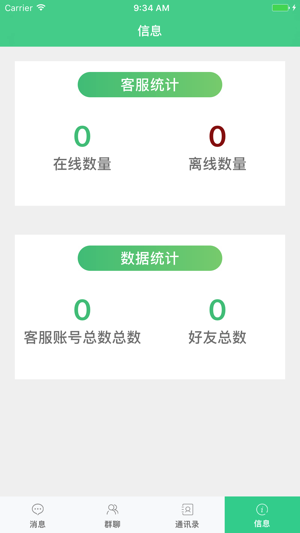 Carrier 9:34 AM
信息
客服统计
0 0
在线数量 离线数量
数据统计
0 0
客服账号总数总数 好友总数
消息 群聊 通讯录 信息